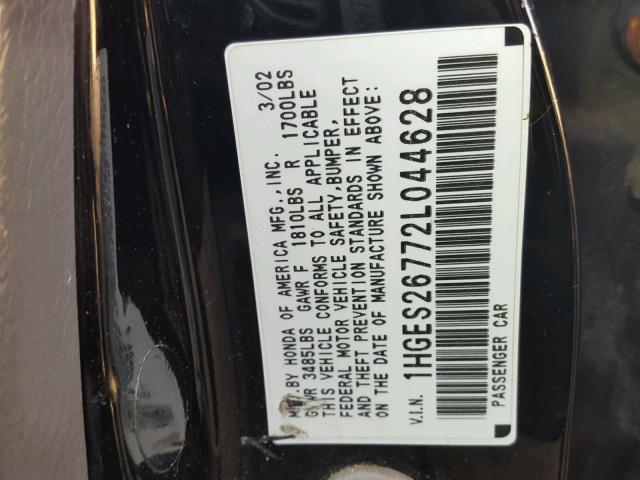 MFD.BY HONDA OF AMERICA MFG.,INC. 3/02
GVWR 3485LBS GAWR F 1810LBS R 1700LBS
THIS VEHICLE CONFORMS TO ALL APPLICABLE
FEDERAL MOTOR VEHICLE SAFETY,BUMPER,
AND THEFT PREVENTION STANDARDS IN EFFECT
ON THE DATE OF MANUFACTURE SHOWN ABOVE:
V.I.N. 1HGES26772L044628
PASSENGER CAR